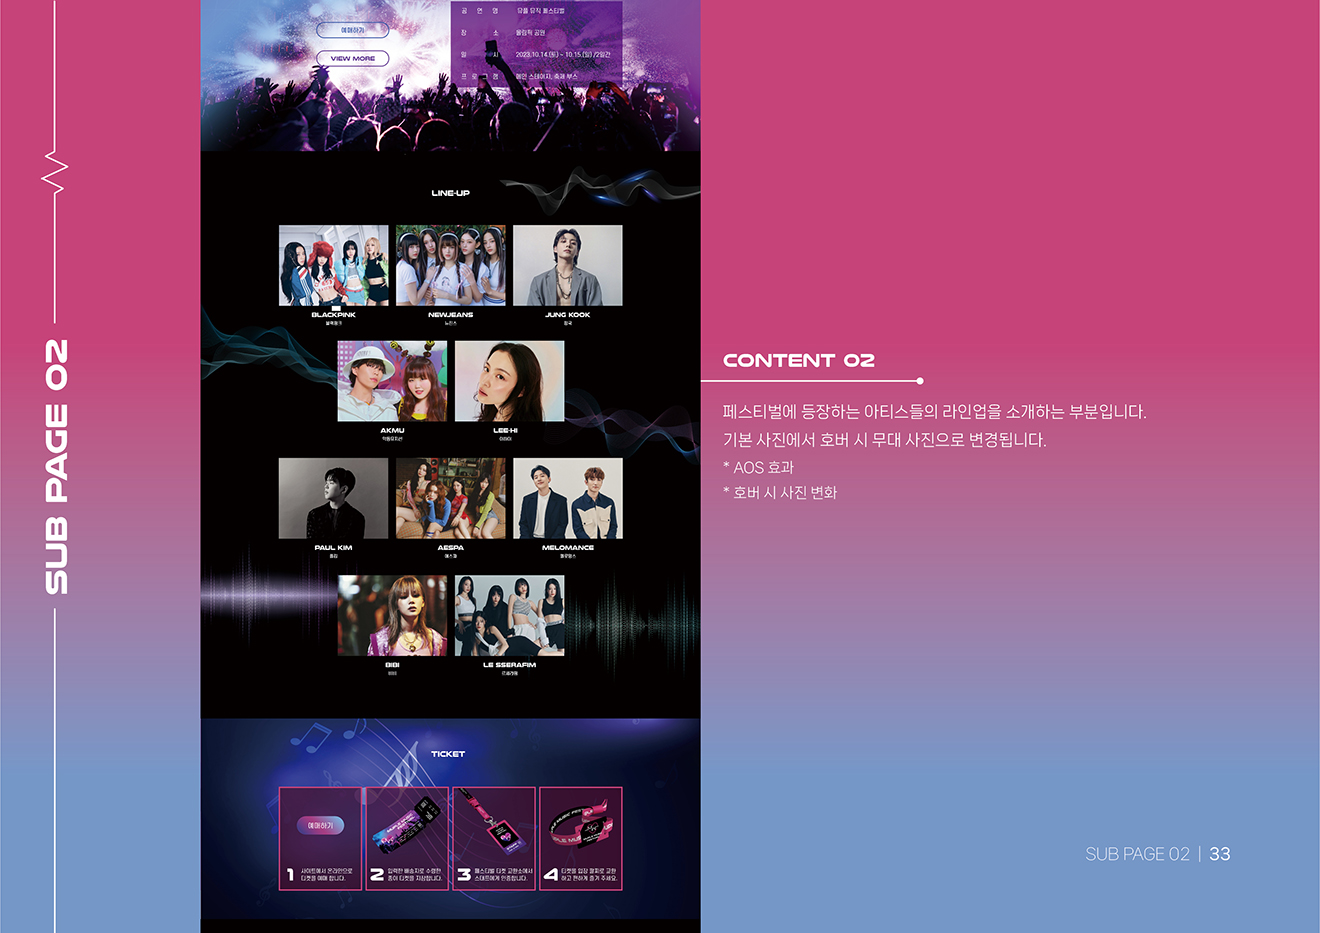 SUB PAGE 02
예매하기
VIEW MORE
공 연 명 뮤플 뮤직 페스티벌
장 소 올림픽 공원
일 시 2023.10.14.(토) ~ 10.15.(일) /2일간
프 로 그 램 메인 스테이지, 축제 부스
LINE-UP
BLACKPINK
블랙핑크
NEWJEANS
뉴진스
JUNG KOOK
정국
AKMU
악동뮤지션
LEE-HI
이하이
PAUL KIM
폴킴
AESPA
에스파
MELOMANCE
멜로망스
BIBI
비비
LE SSERAFIM
르세라핌
TICKET
예매하기
1 사이트에서 온라인으로
티켓을 예매 합니다.
2 입력한 배송지로 수령한
종이 티켓을 지참합니다.
3 페스티벌 티켓 교환소에서
스태프에게 인증합니다.
4 티켓을 입장 팔찌로 교환
하고 편하게 즐겨 주세요.
CONTENT 02
페스티벌에 등장하는 아티스들의 라인업을 소개하는 부분입니다.
기본 사진에서 호버 시 무대 사진으로 변경됩니다.
* AOS 효과
* 호버 시 사진 변화
SUB PAGE 02 | 33